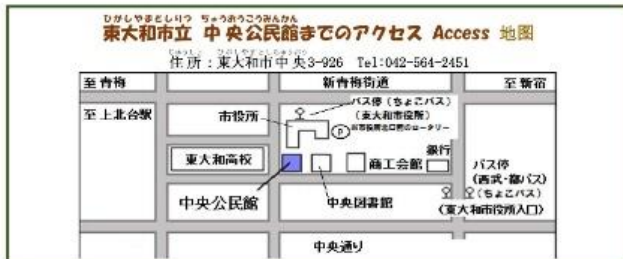 ひがしやまとしりつ ちゅうおうこうみんかん
東大和市立 中央公民館までのアクセス Access 地图
住所：東大和市中央3-926 Tel:042-564-2451
至青梅 新青梅街道 至新宿
バス停（ちょこバス）
（東大和市役所）
至上北台駅 市役所
P
東大和高校 商工会館 銀行
バス停
（西武・都バス）
（ちょこバス）
中央公民館 中央図書館
（東大和市役所入口）
中央通り